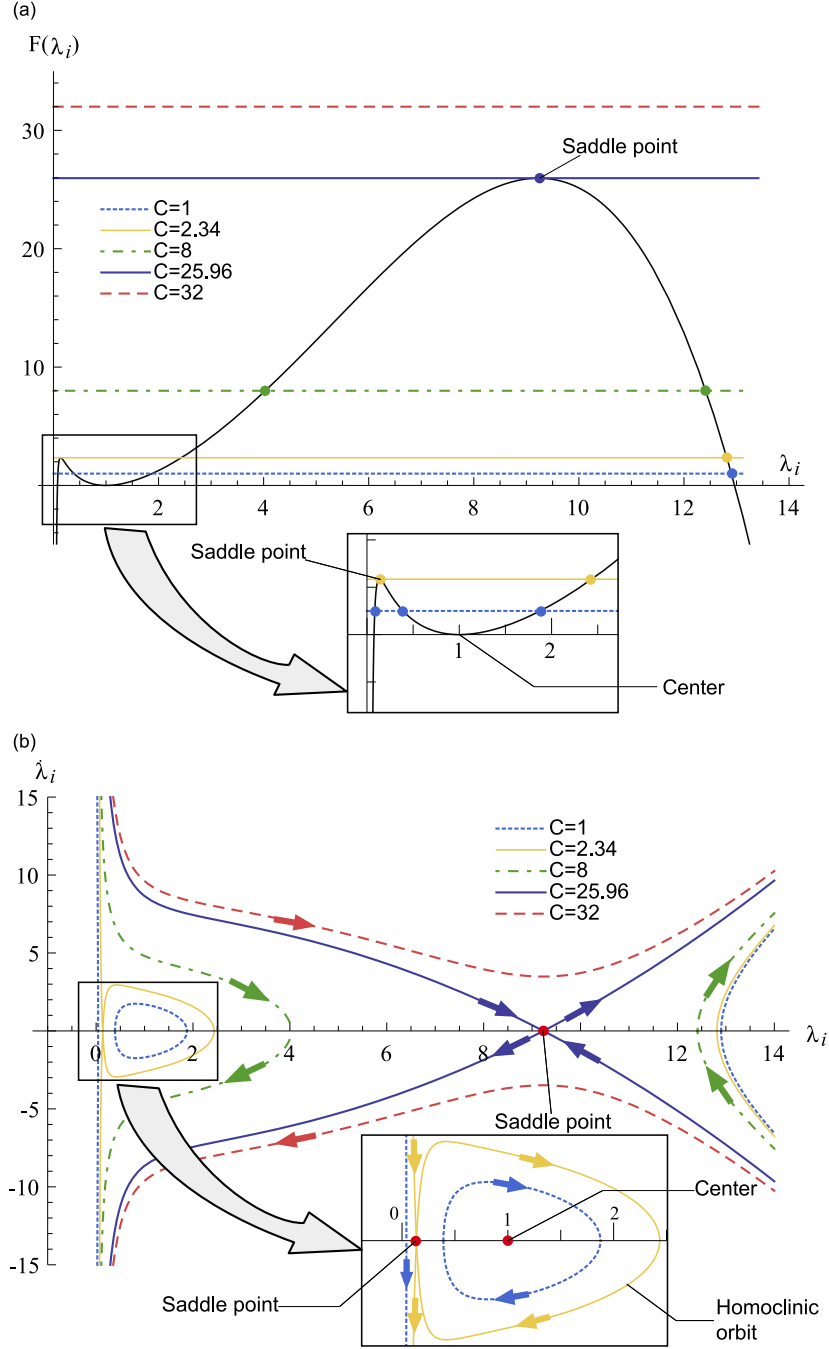 (a)
F(λi)
30
20
10
2
4
6
8
10
12
14
λi
Saddle point
C=1
C=2.34
C=8
C=25.96
C=32
Saddle point
1
2
Center
(b)
λ̇i
15
10
5
-5
-10
-15
0
2
4
6
8
12
14
λi
C=1
C=2.34
C=8
C=25.96
C=32
Saddle point
0
1
2
Center
Saddle point
Homoclinic
orbit